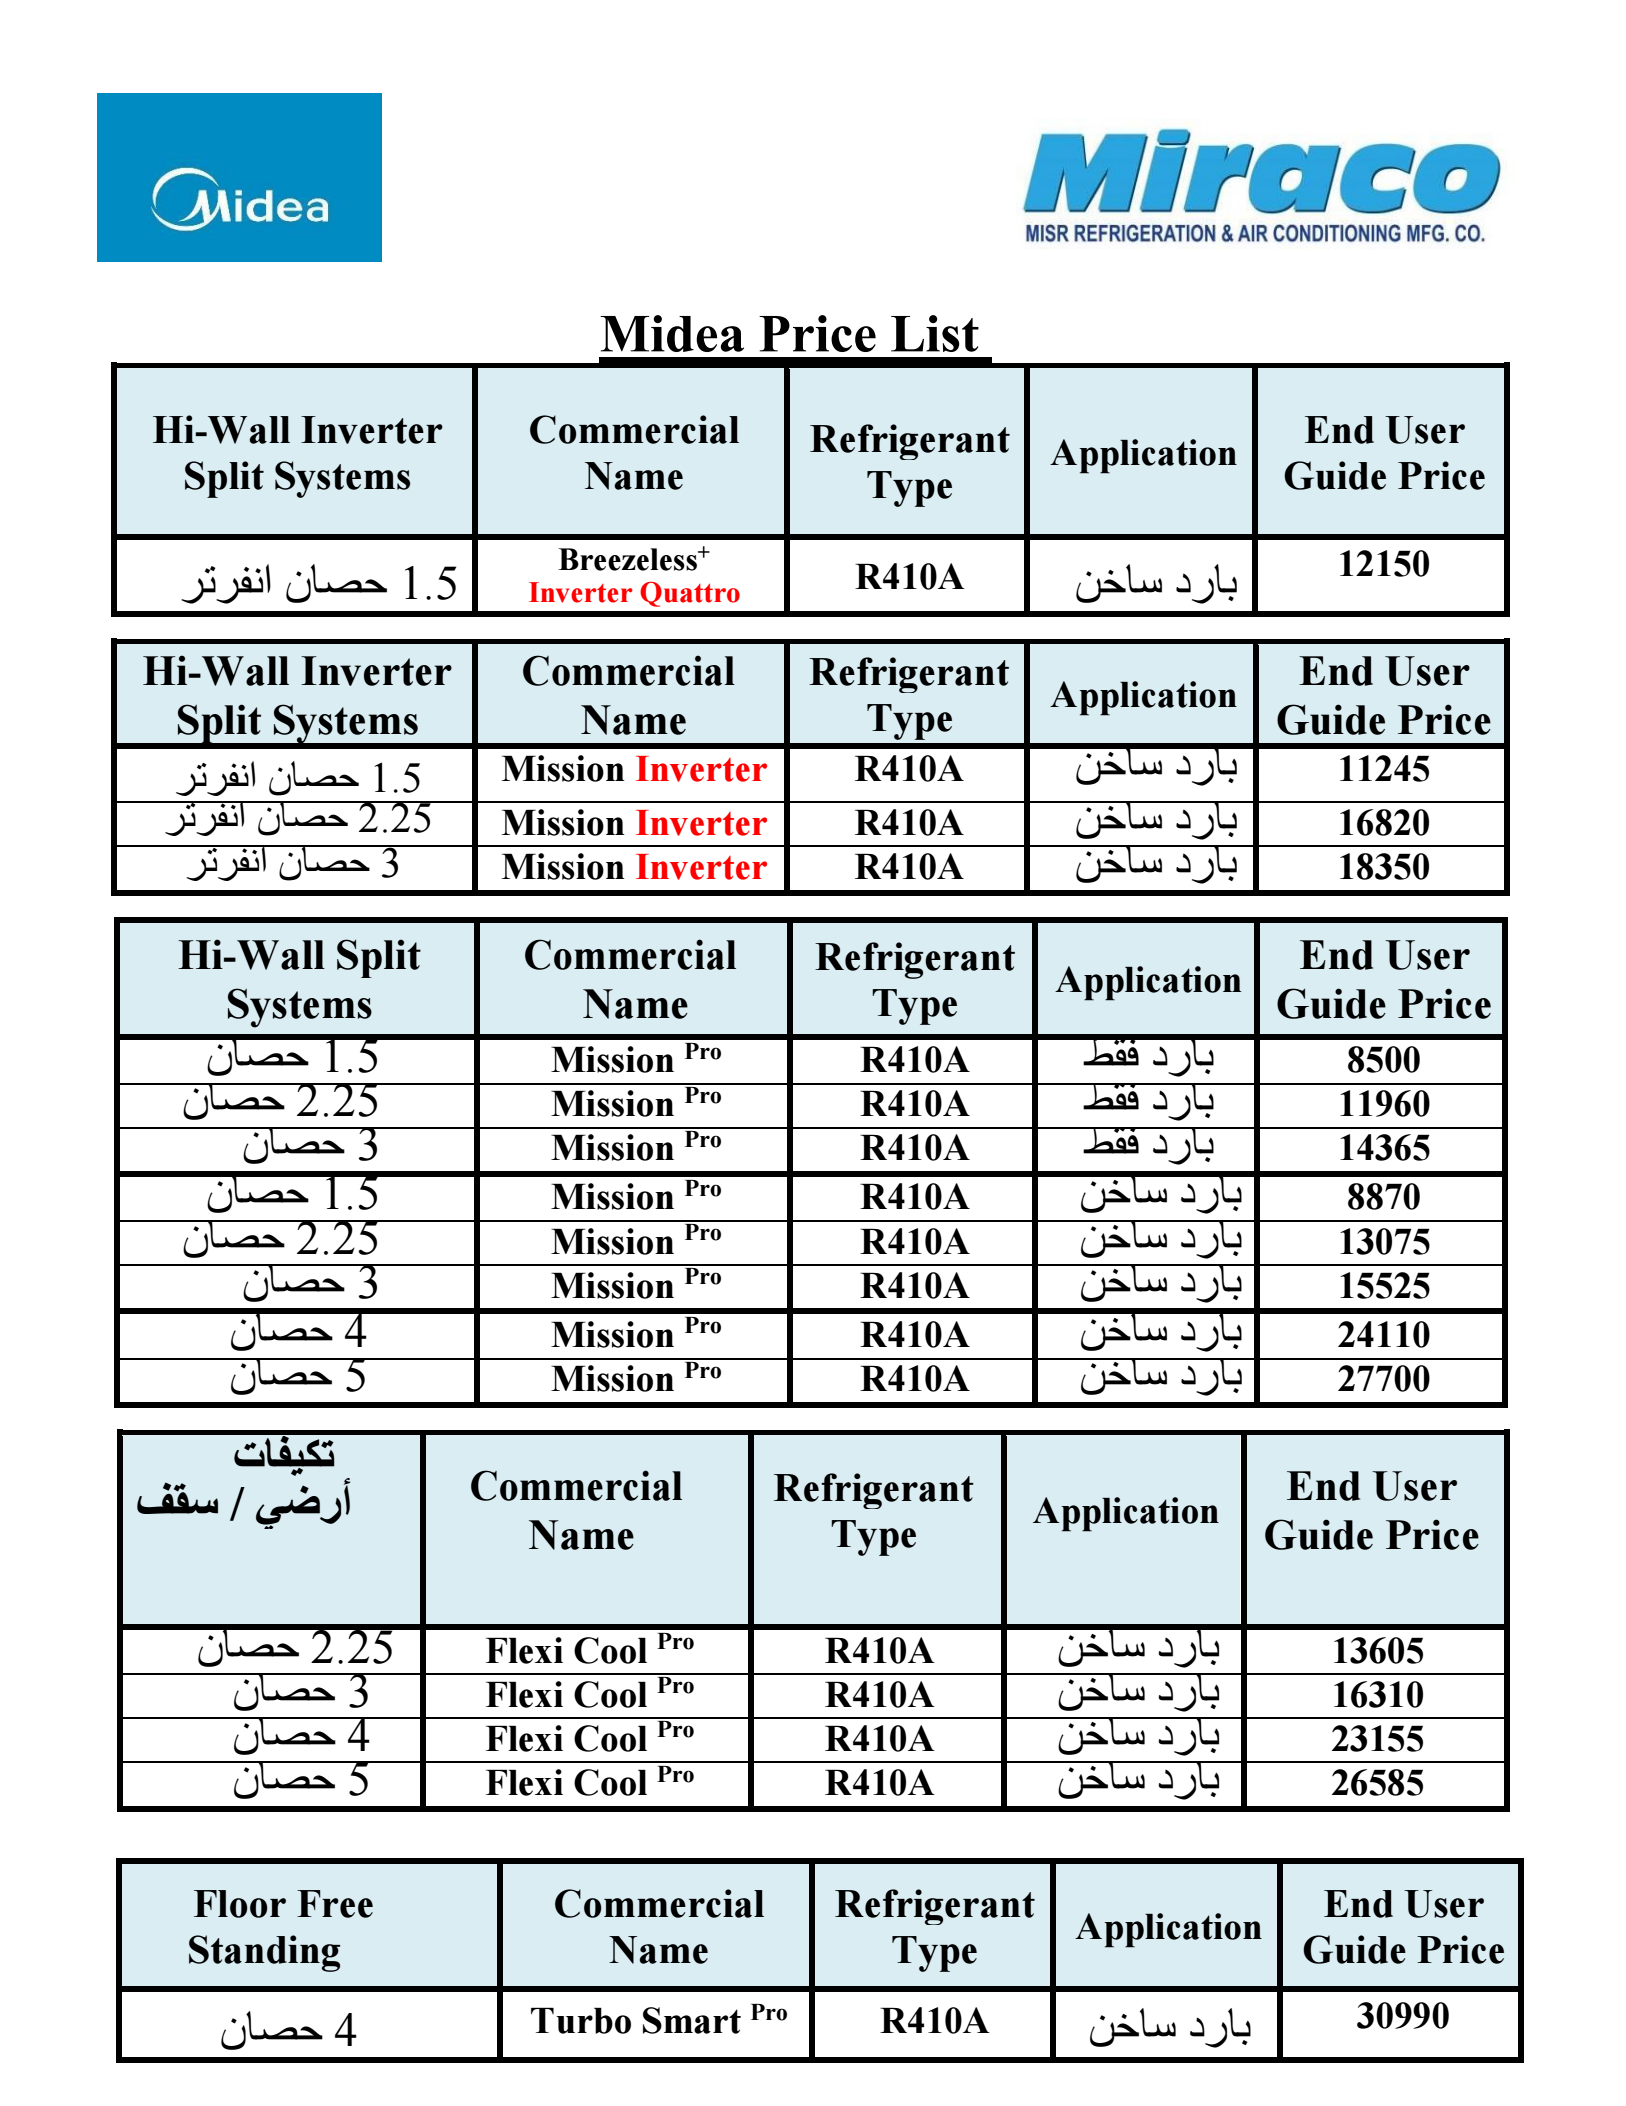 Midea
Miraco
MISR REFRIGERATION & AIR CONDITIONING MFG. CO.
Midea Price List
Hi-Wall Inverter Split Systems Commercial Name Refrigerant Type Application End User Guide Price
1.5 حصان انفرتر Breezeless+ Inverter Quattro R410A بارد ساخن 12150
Hi-Wall Inverter Split Systems Commercial Name Refrigerant Type Application End User Guide Price
1.5 حصان انفرتر Mission Inverter R410A بارد ساخن 11245
2.25 حصان انفرتر Mission Inverter R410A بارد ساخن 16820
3 حصان انفرتر Mission Inverter R410A بارد ساخن 18350
Hi-Wall Split Systems Commercial Name Refrigerant Type Application End User Guide Price
1.5 حصان Mission Pro R410A بارد فقط 8500
2.25 حصان Mission Pro R410A بارد فقط 11960
3 حصان Mission Pro R410A بارد فقط 14365
1.5 حصان Mission Pro R410A بارد ساخن 8870
2.25 حصان Mission Pro R410A بارد ساخن 13075
3 حصان Mission Pro R410A بارد ساخن 15525
4 حصان Mission Pro R410A بارد ساخن 24110
5 حصان Mission Pro R410A بارد ساخن 27700
تكيفات أرضي / سقف Commercial Name Refrigerant Type Application End User Guide Price
2.25 حصان Flexi Cool Pro R410A بارد ساخن 13605
3 حصان Flexi Cool Pro R410A بارد ساخن 16310
4 حصان Flexi Cool Pro R410A بارد ساخن 23155
5 حصان Flexi Cool Pro R410A بارد ساخن 26585
Floor Free Standing Commercial Name Refrigerant Type Application End User Guide Price
4 حصان Turbo Smart Pro R410A بارد ساخن 30990